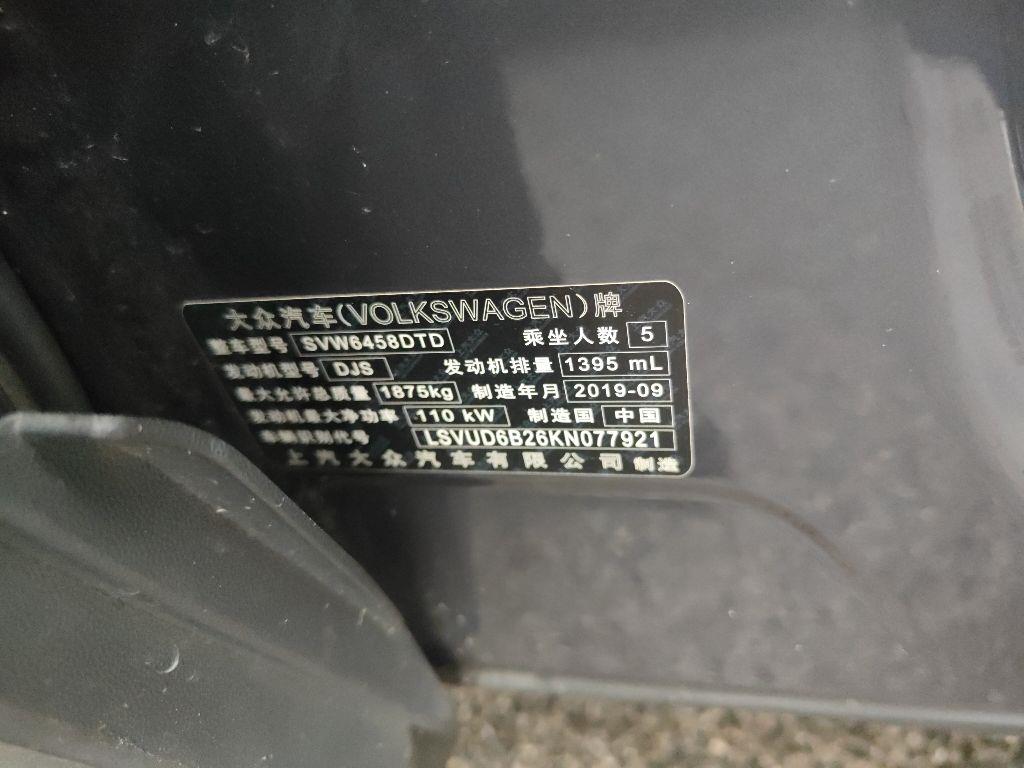 大众汽车(VOLKSWAGEN)牌
整车型号 SVW6458DTD 乘坐人数 5
发动机型号 DJS 发动机排量 1395 mL
最大允许总质量 1875kg 制造年月 2019-09
发动机最大净功率 110 kW 制造国 中国
车辆识别代号 LSVUD6B26KN077921
上汽大众汽车有限公司 制造